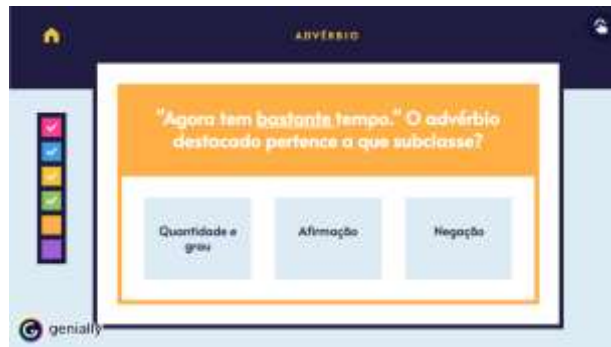 ADVÉRBIO
"Agora tem bastante tempo." O advérbio
destacado pertence a que subclasse?
Quantidade e
grau
Afirmação
Negação
genially